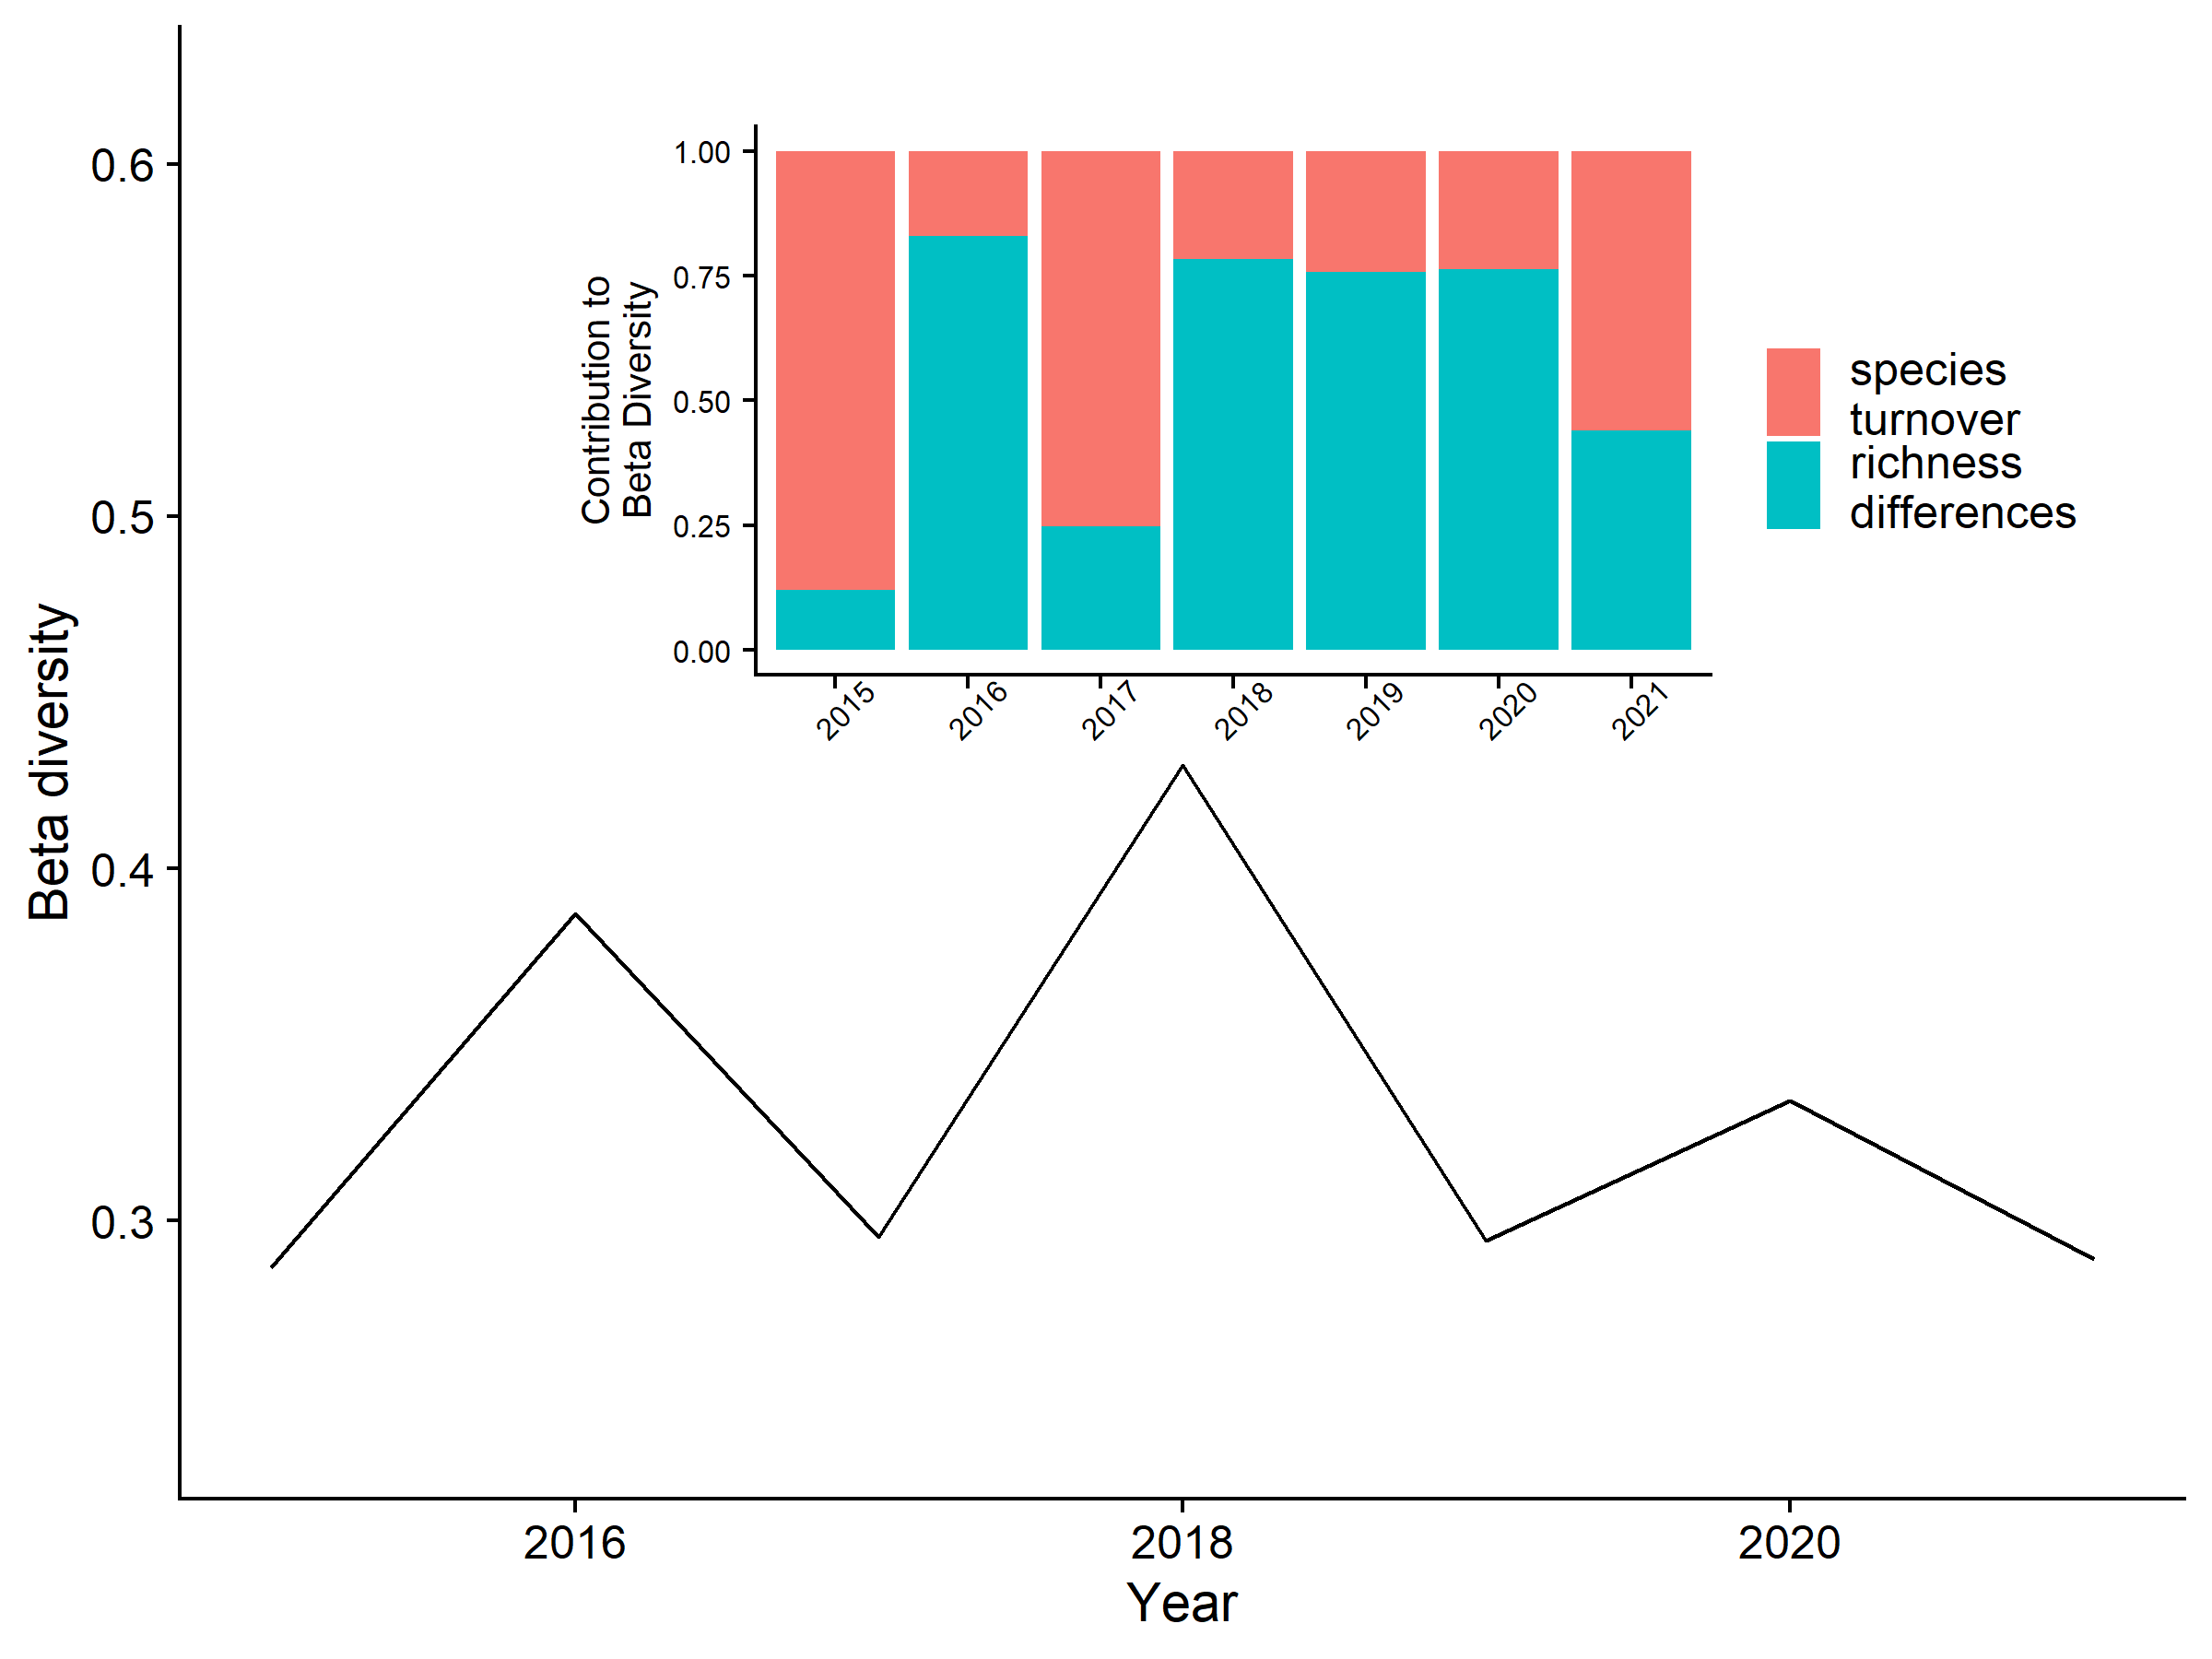 0.6
0.5
0.4
0.3
Beta diversity
2016
2018
2020
Year
1.00
0.75
0.50
0.25
0.00
Contribution to
Beta Diversity
2015
2016
2017
2018
2019
2020
2021
species
turnover
richness
differences